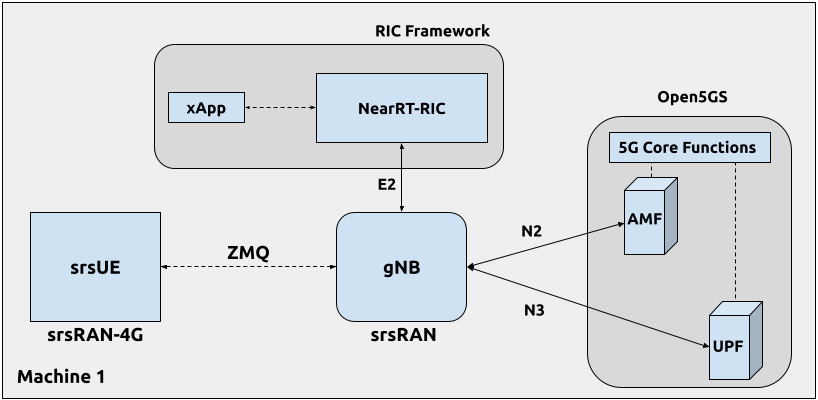 RIC Framework
xApp
NearRT-RIC
Open5GS
5G Core Functions
E2
AMF
N2
srsUE
ZMQ
gNB
N3
srsRAN-4G
srsRAN
UPF
Machine 1